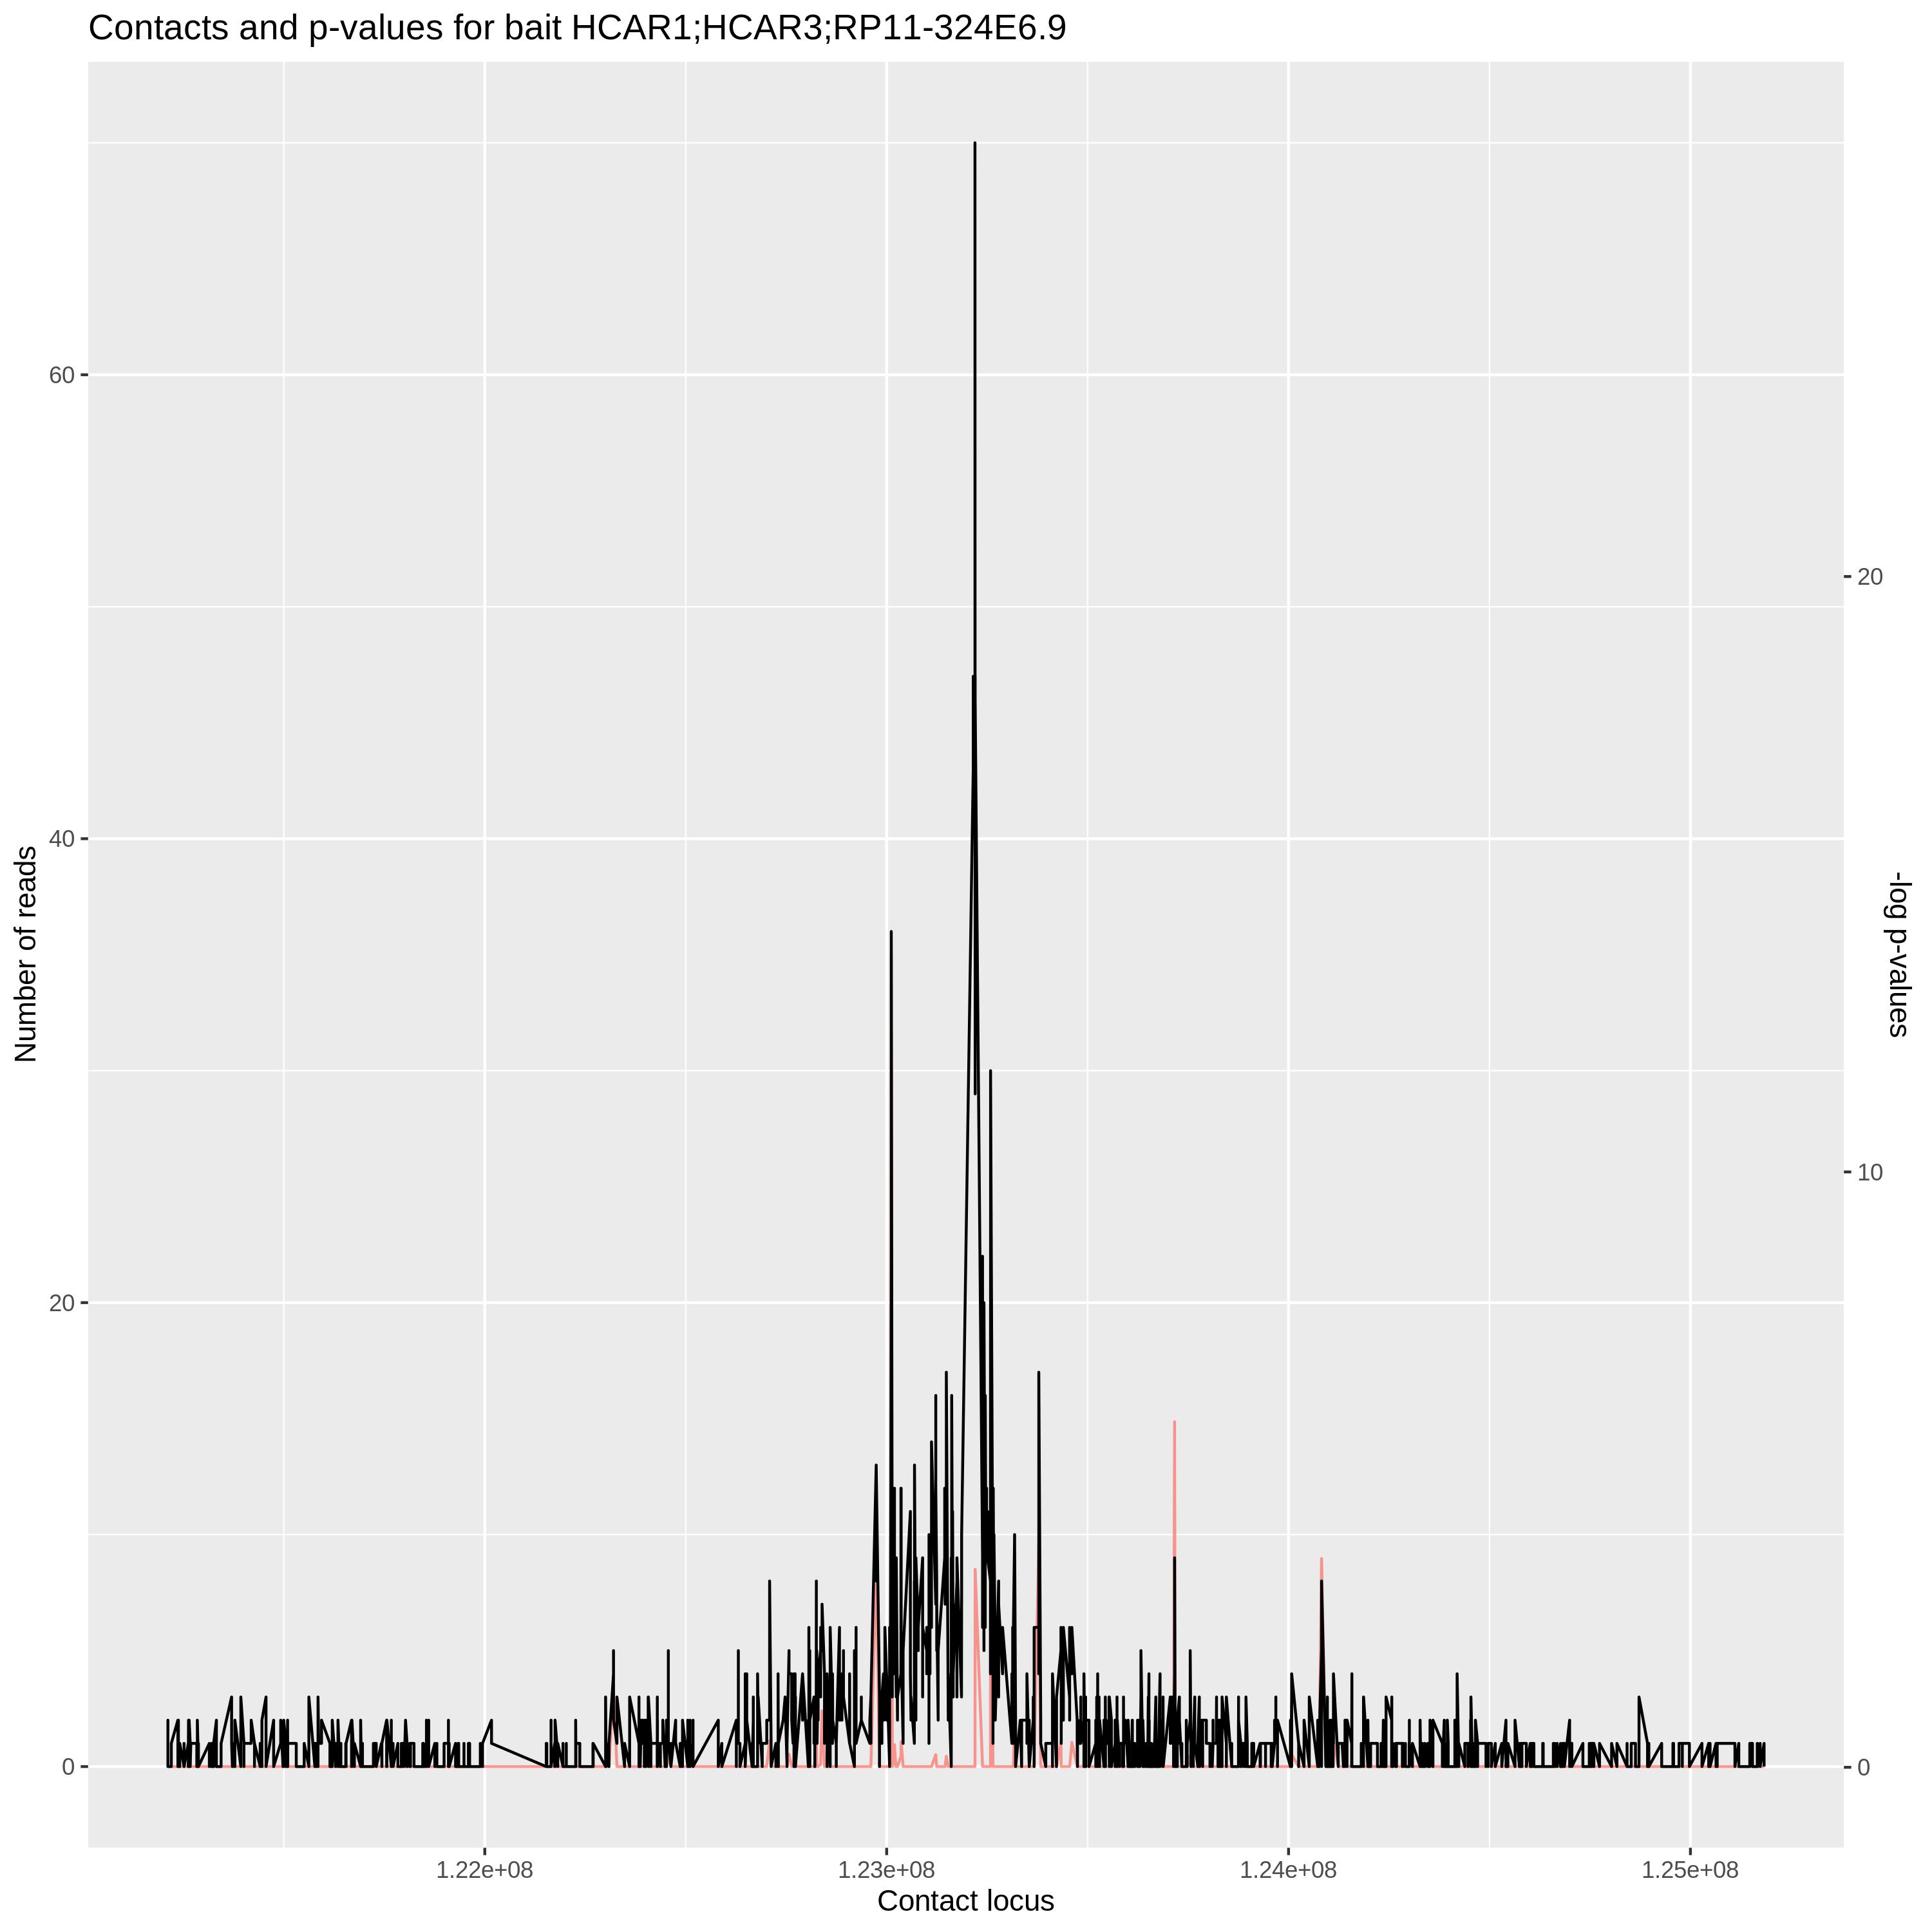 Contacts and p-values for bait HCAR1;HCAR3;RP11-324E6.9
60
40
20
0
Number of reads
20
10
0
-log p-values
1.22e+08
1.23e+08
1.24e+08
1.25e+08
Contact locus